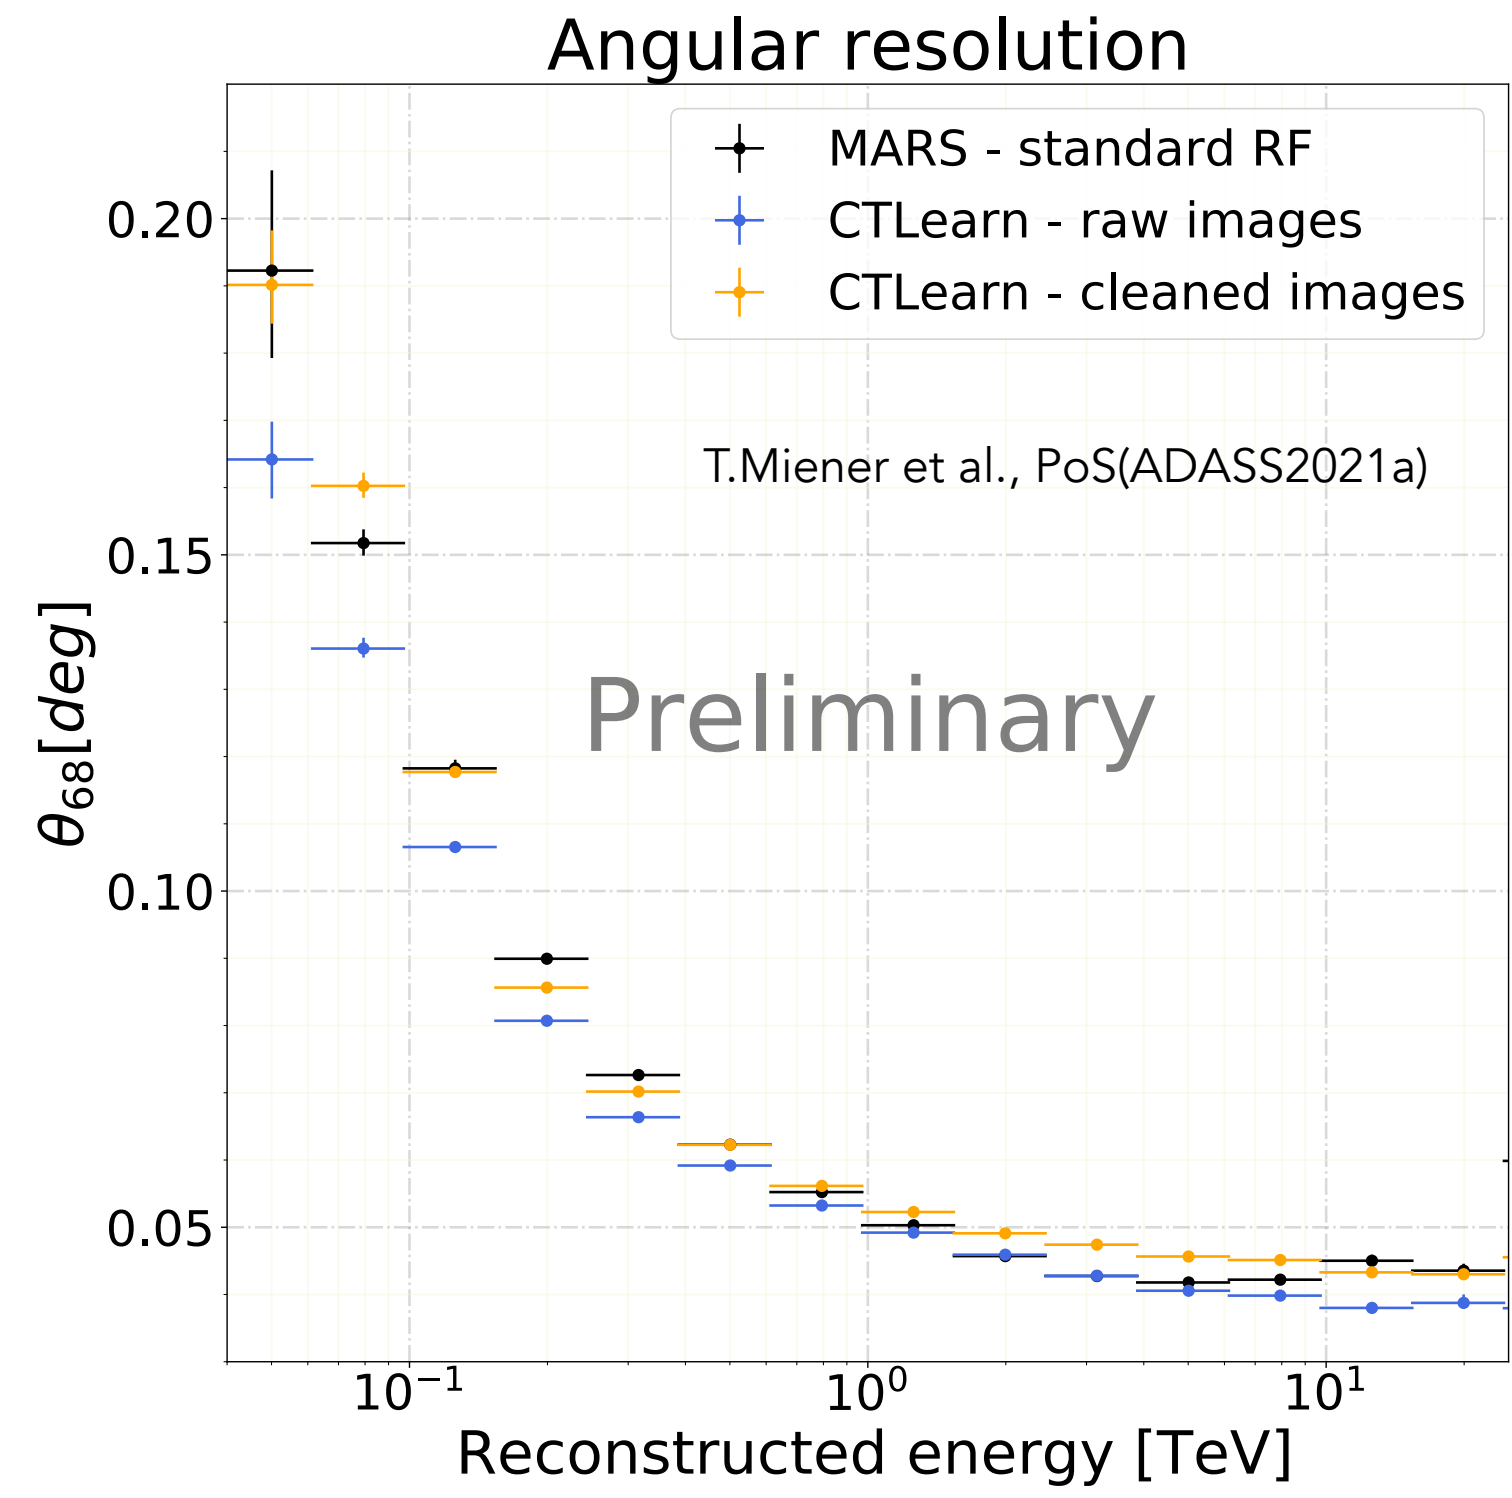 Angular resolution
MARS - standard RF
CTLearn - raw images
CTLearn - cleaned images
T.Miener et al., PoS(ADASS2021a)
Preliminary
θ₆₈[deg]
0.20
0.15
0.10
0.05
10⁻¹ 10⁰ 10¹
Reconstructed energy [TeV]